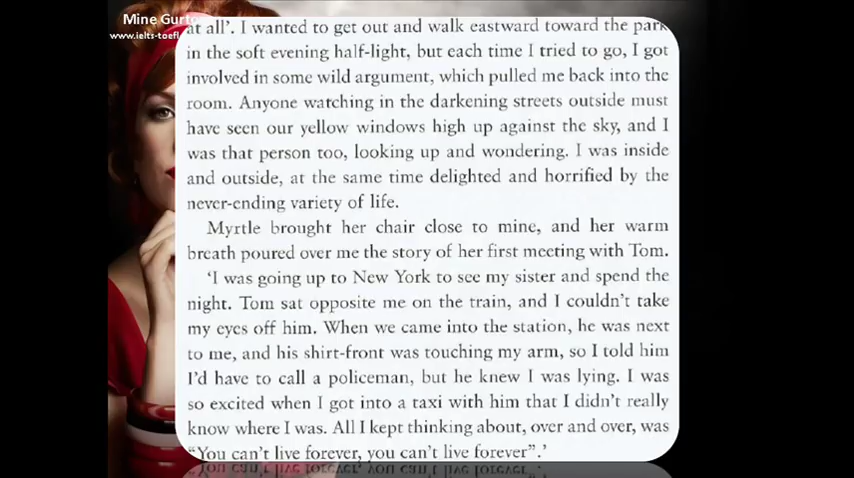 Mine Gurt
www.ielts-toefl
at all'. I wanted to get out and walk eastward toward the park
in the soft evening half-light, but each time I tried to go, I got
involved in some wild argument, which pulled me back into the
room. Anyone watching in the darkening streets outside must
have seen our yellow windows high up against the sky, and I
was that person too, looking up and wondering. I was inside
and outside, at the same time delighted and horrified by the
never-ending variety of life.
Myrtle brought her chair close to mine, and her warm
breath poured over me the story of her first meeting with Tom.
'I was going up to New York to see my sister and spend the
night. Tom sat opposite me on the train, and I couldn't take
my eyes off him. When we came into the station, he was next
to me, and his shirt-front was touching my arm, so I told him
I'd have to call a policeman, but he knew I was lying. I was
so excited when I got into a taxi with him that I didn't really
know where I was. All I kept thinking about, over and over, was
"You can't live forever, you can't live forever".'